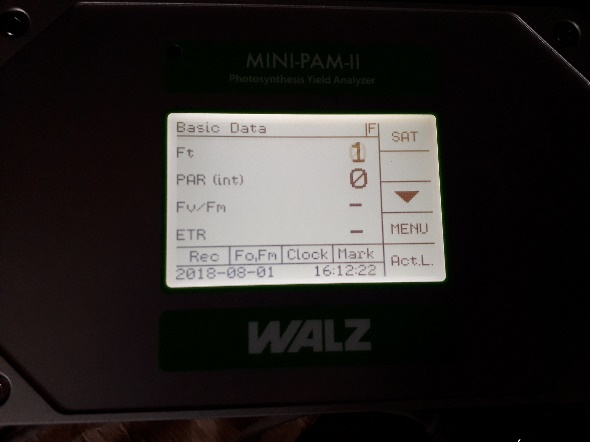 MINI-PAM-II
Photosynthesis Yield Analyzer
Basic Data F SAT
Ft 1
PAR (int) 0
Fv/Fm -
ETR - MENU
Rec Fo,Fm Clock Mark Act.L.
2018-08-01 16:12:22
WALZ